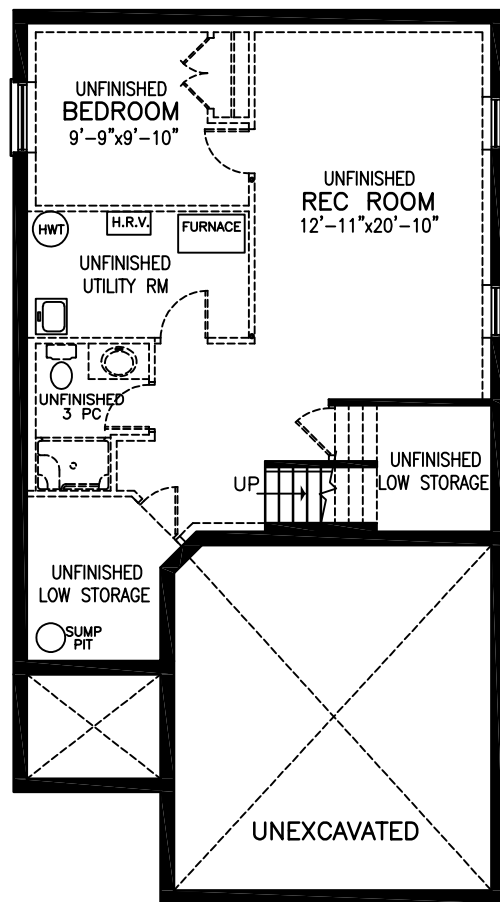 UNFINISHED
BEDROOM
9'-9"x9'-10"
UNFINISHED
REC ROOM
12'-11"x20'-10"
HWT
H.R.V.
FURNACE
UNFINISHED
UTILITY RM
UNFINISHED
3 PC
UNFINISHED
LOW STORAGE
UP
UNFINISHED
LOW STORAGE
SUMP
PIT
UNEXCAVATED